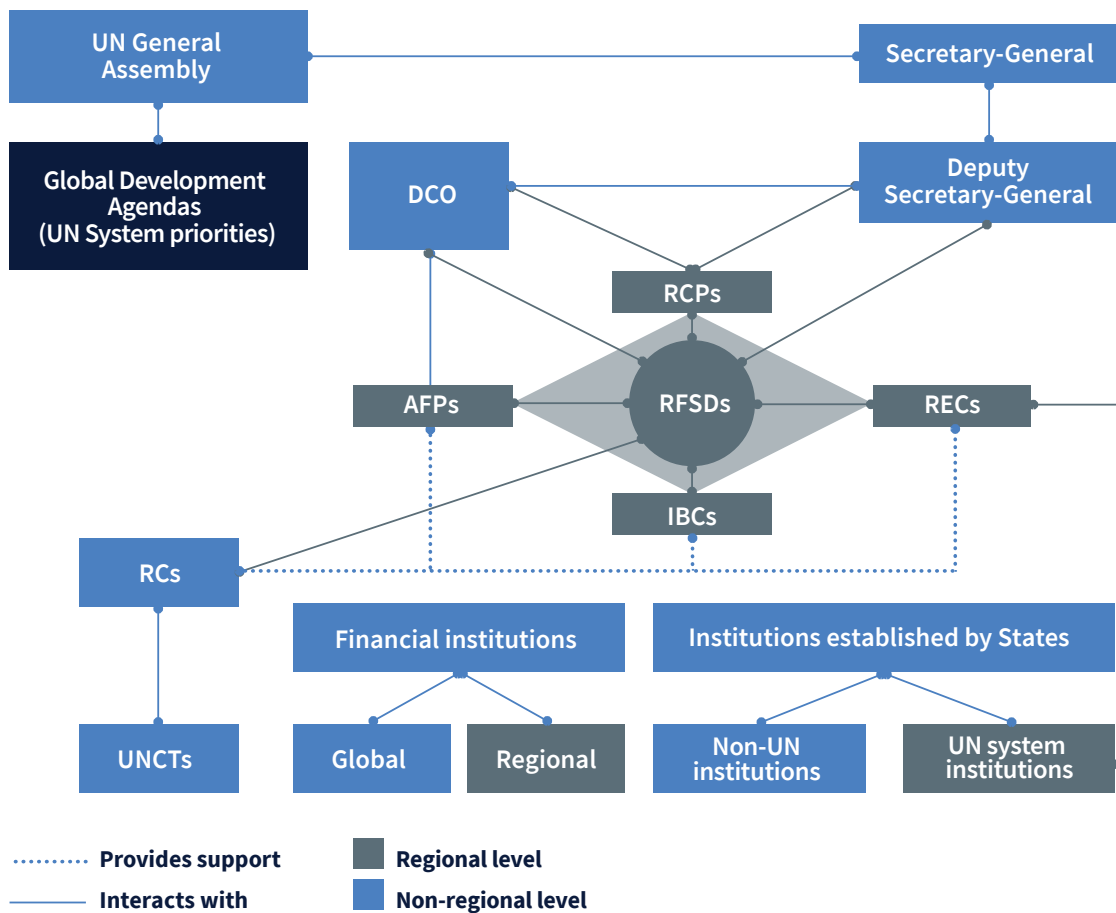 UN General
Assembly
Secretary-General
Global Development
Agendas
(UN System priorities)
DCO
Deputy
Secretary-General
RCPs
AFPs
RFSDs
RECs
IBCs
RCs
Financial institutions
Institutions established by States
UNCTs
Global
Regional
Non-UN
institutions
UN system
institutions
Provides support
Regional level
Interacts with
Non-regional level